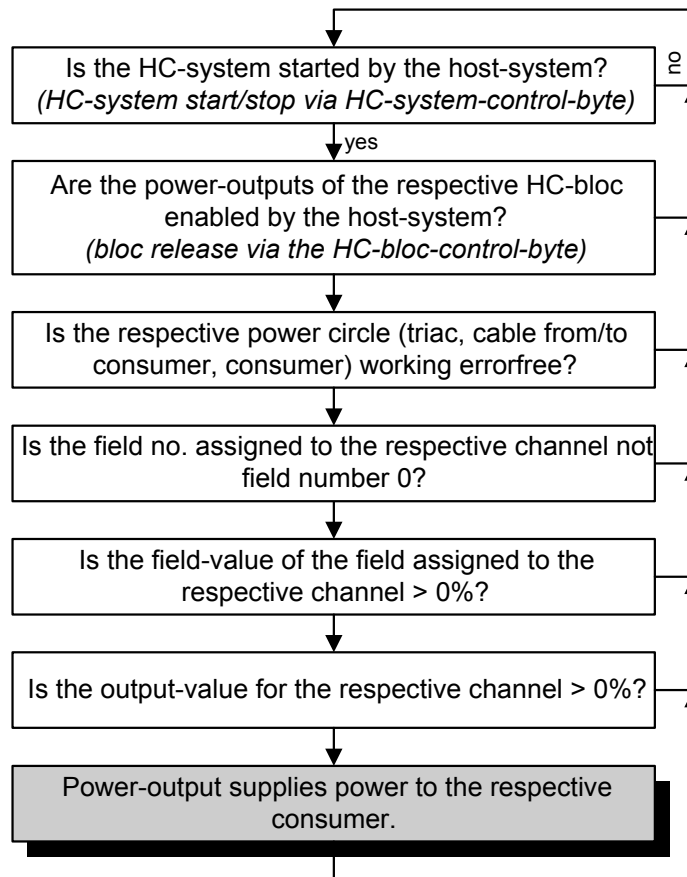 Is the HC-system started by the host-system?
no
(HC-system start/stop via HC-system-control-byte)
yes
Are the power-outputs of the respective HC-bloc
enabled by the host-system?
(bloc release via the HC-bloc-control-byte)
Is the respective power circle (triac, cable from/to
consumer, consumer) working errorfree?
Is the field no. assigned to the respective channel not
field number 0?
Is the field-value of the field assigned to the
respective channel > 0%?
Is the output-value for the respective channel > 0%?
Power-output supplies power to the respective
consumer.